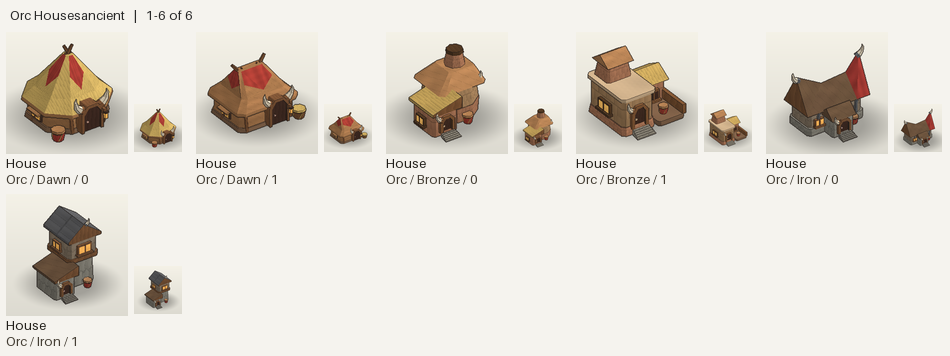 Orc Housesancient | 1-6 of 6
House
Orc / Dawn / 0
House
Orc / Dawn / 1
House
Orc / Bronze / 0
House
Orc / Bronze / 1
House
Orc / Iron / 0
House
Orc / Iron / 1